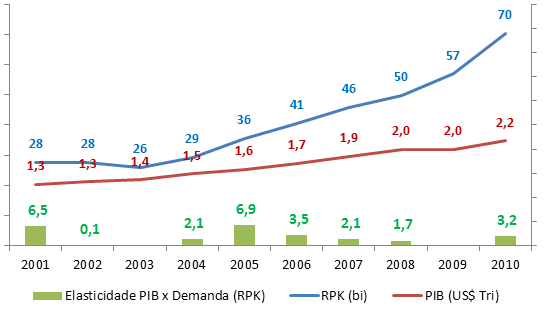 70
57
50
46
41
36
28 28 26 29
1,3 1,3 1,4 1,5 1,6 1,7 1,9 2,0 2,0 2,2
6,5 0,1 2,1 6,9 3,5 2,1 1,7 3,2
2001 2002 2003 2004 2005 2006 2007 2008 2009 2010
Elasticidade PIB x Demanda (RPK) RPK (bi) PIB (US$ Tri)